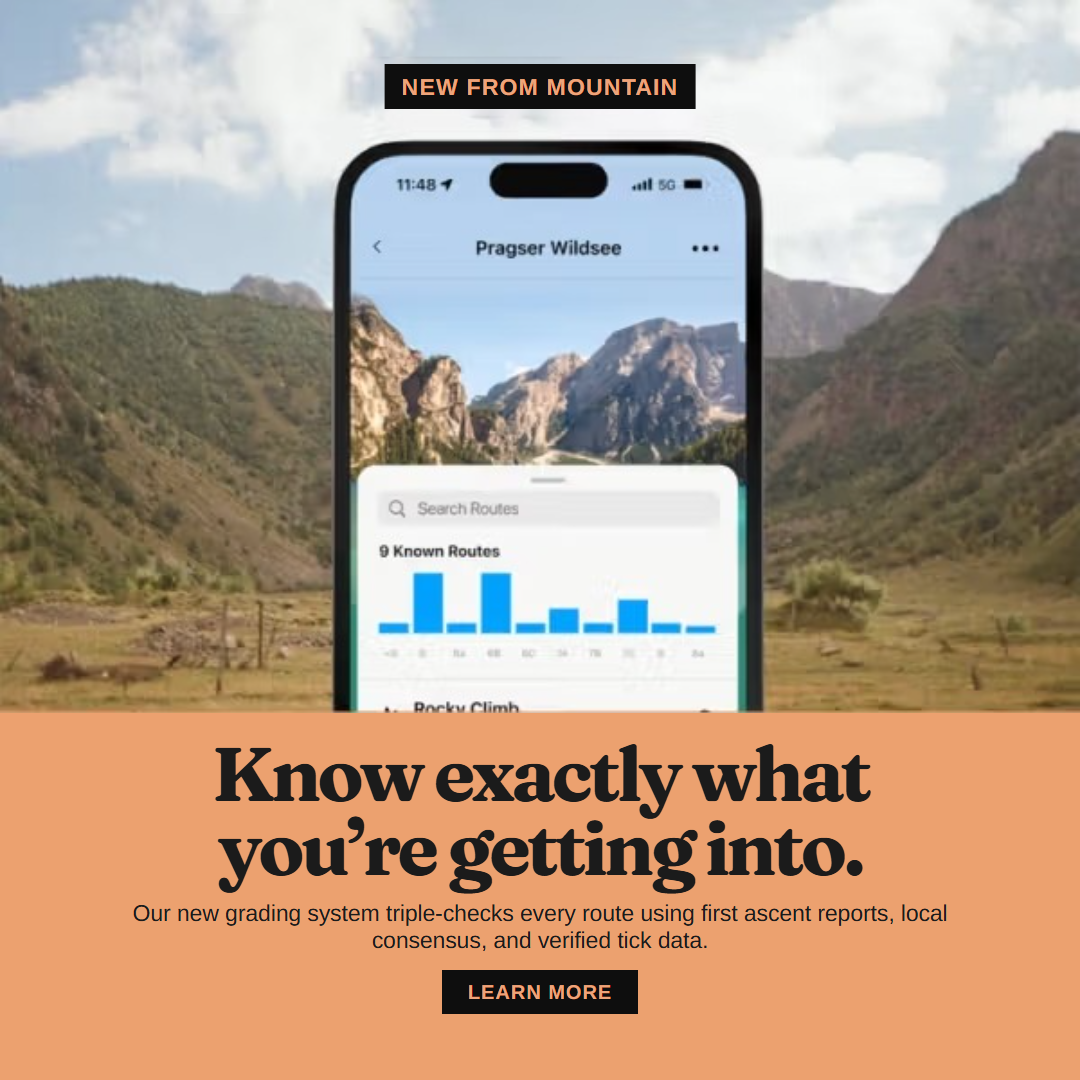 NEW FROM MOUNTAIN
11:48 5G
Pragser Wildsee
Search Routes
9 Known Routes
Rocky Climb
Know exactly what
you’re getting into.
Our new grading system triple-checks every route using first ascent reports, local
consensus, and verified tick data.
LEARN MORE